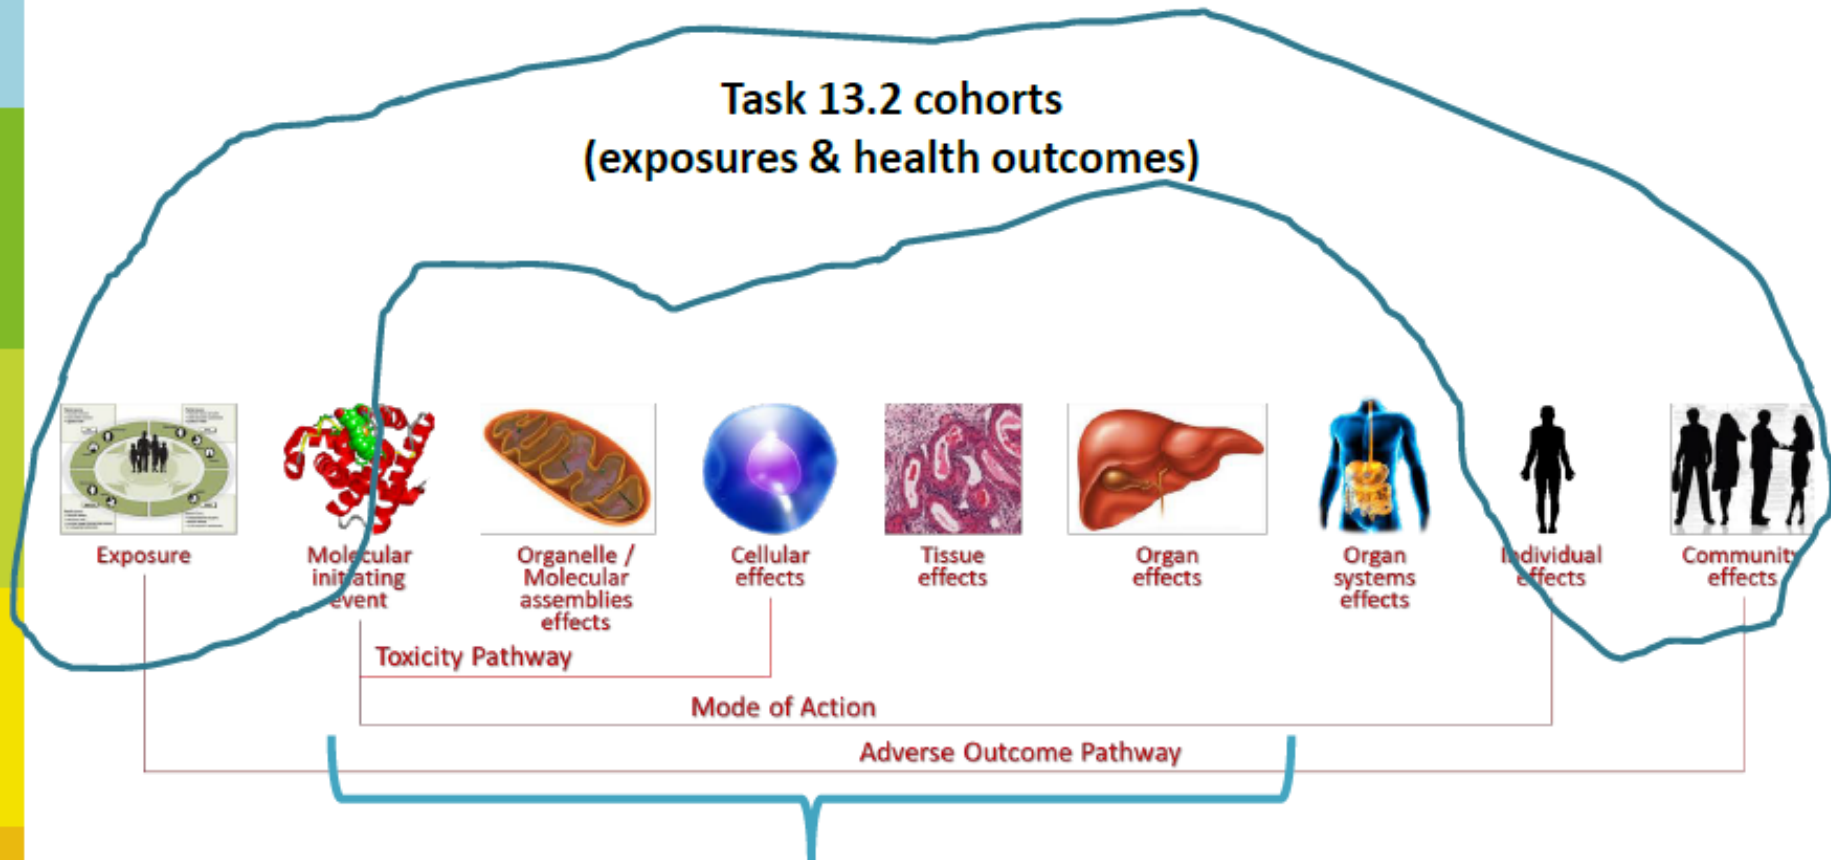 Task 13.2 cohorts
(exposures & health outcomes)
Exposure
Molecular
initiating
event
Organelle /
Molecular
assemblies
effects
Cellular
effects
Tissue
effects
Organ
effects
Organ
systems
effects
Individual
effects
Community
effects
Toxicity Pathway
Mode of Action
Adverse Outcome Pathway